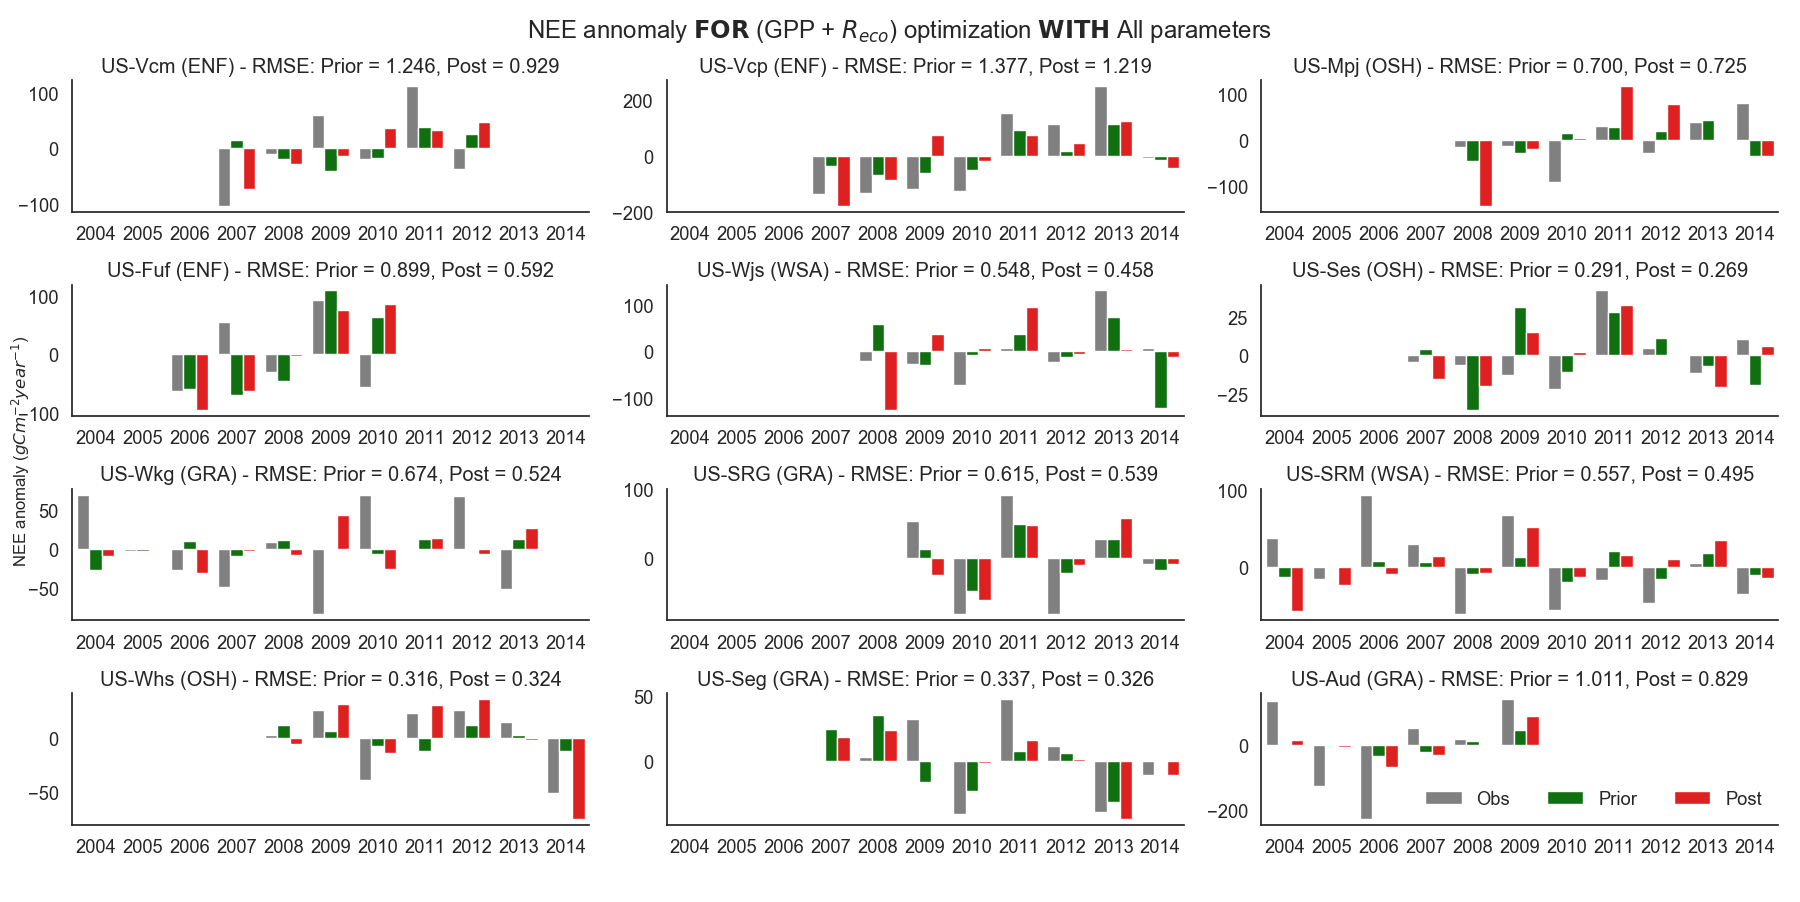 NEE annomaly FOR (GPP + R_eco) optimization WITH All parameters
NEE anomaly (gCm⁻²year⁻¹)
US-Vcm (ENF) - RMSE: Prior = 1.246, Post = 0.929
100
0
−100
2004 2005 2006 2007 2008 2009 2010 2011 2012 2013 2014
US-Vcp (ENF) - RMSE: Prior = 1.377, Post = 1.219
200
0
−200
2004 2005 2006 2007 2008 2009 2010 2011 2012 2013 2014
US-Mpj (OSH) - RMSE: Prior = 0.700, Post = 0.725
100
0
−100
2004 2005 2006 2007 2008 2009 2010 2011 2012 2013 2014
US-Fuf (ENF) - RMSE: Prior = 0.899, Post = 0.592
100
0
−100
2004 2005 2006 2007 2008 2009 2010 2011 2012 2013 2014
US-Wjs (WSA) - RMSE: Prior = 0.548, Post = 0.458
100
0
−100
2004 2005 2006 2007 2008 2009 2010 2011 2012 2013 2014
US-Ses (OSH) - RMSE: Prior = 0.291, Post = 0.269
25
0
−25
2004 2005 2006 2007 2008 2009 2010 2011 2012 2013 2014
US-Wkg (GRA) - RMSE: Prior = 0.674, Post = 0.524
50
0
−50
2004 2005 2006 2007 2008 2009 2010 2011 2012 2013 2014
US-SRG (GRA) - RMSE: Prior = 0.615, Post = 0.539
100
0
2004 2005 2006 2007 2008 2009 2010 2011 2012 2013 2014
US-SRM (WSA) - RMSE: Prior = 0.557, Post = 0.495
100
0
2004 2005 2006 2007 2008 2009 2010 2011 2012 2013 2014
US-Whs (OSH) - RMSE: Prior = 0.316, Post = 0.324
0
−50
2004 2005 2006 2007 2008 2009 2010 2011 2012 2013 2014
US-Seg (GRA) - RMSE: Prior = 0.337, Post = 0.326
50
0
2004 2005 2006 2007 2008 2009 2010 2011 2012 2013 2014
US-Aud (GRA) - RMSE: Prior = 1.011, Post = 0.829
0
−200
Obs Prior Post
2004 2005 2006 2007 2008 2009 2010 2011 2012 2013 2014